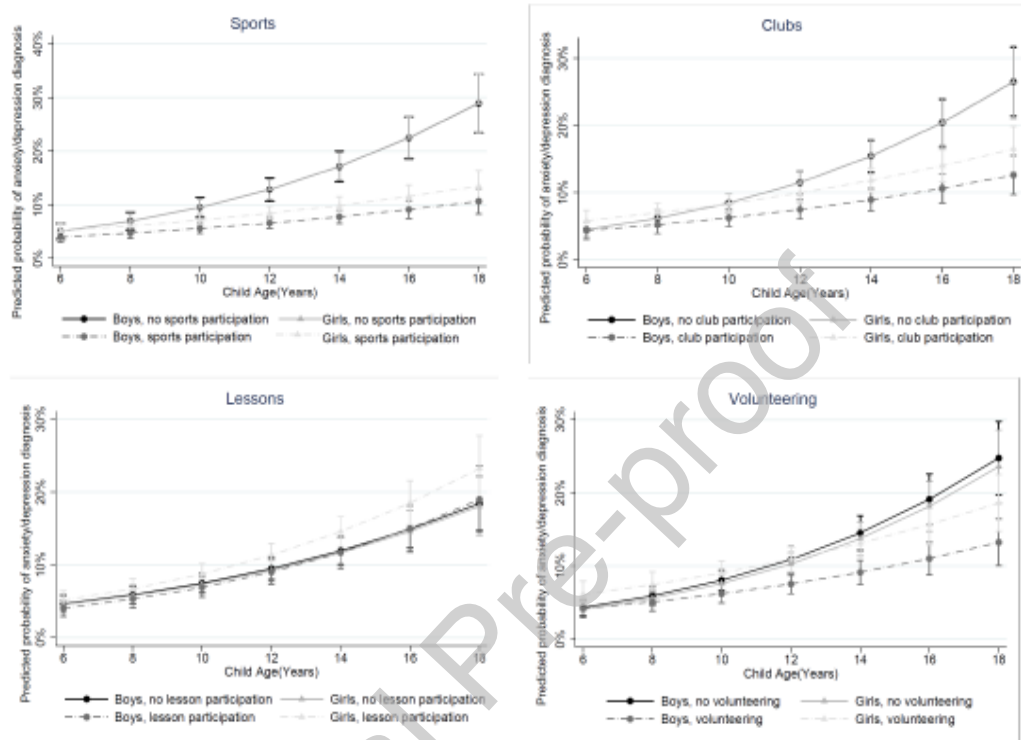 Sports
Predicted probability of anxiety/depression diagnosis
40%
30%
20%
10%
0%
6 8 10 12 14 16 18
Child Age(Years)
Boys, no sports participation Girls, no sports participation
Boys, sports participation Girls, sports participation
Clubs
Predicted probability of anxiety/depression diagnosis
30%
20%
10%
0%
6 8 10 12 14 16 18
Child Age(Years)
Boys, no club participation Girls, no club participation
Boys, club participation Girls, club participation
Lessons
Predicted probability of anxiety/depression diagnosis
30%
20%
10%
0%
6 8 10 12 14 16 18
Child Age(Years)
Boys, no lesson participation Girls, no lesson participation
Boys, lesson participation Girls, lesson participation
Volunteering
Predicted probability of anxiety/depression diagnosis
30%
20%
10%
0%
6 8 10 12 14 16 18
Child Age(Years)
Boys, no volunteering Girls, no volunteering
Boys, volunteering Girls, volunteering
Pre-proof